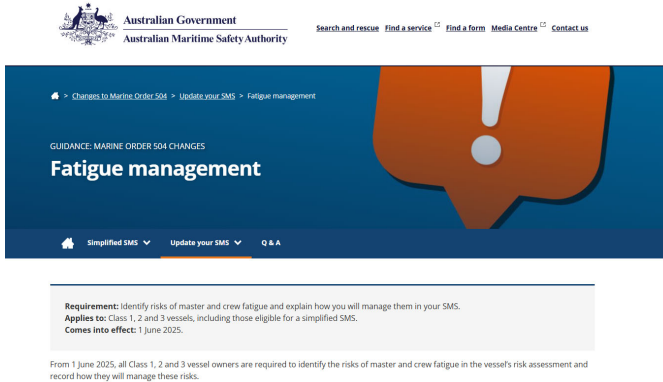 Australian Government
Australian Maritime Safety Authority
Search and rescue Find a service Find a form Media Centre Contact us
> Changes to Marine Order 504 > Update your SMS > Fatigue management
GUIDANCE: MARINE ORDER 504 CHANGES
Fatigue management
Simplified SMS Update your SMS Q & A
Requirement: Identify risks of master and crew fatigue and explain how you will manage them in your SMS.
Applies to: Class 1, 2 and 3 vessels, including those eligible for a simplified SMS.
Comes into effect: 1 June 2025.
From 1 June 2025, all Class 1, 2 and 3 vessel owners are required to identify the risks of master and crew fatigue in the vessel's risk assessment and
record how they will manage these risks.